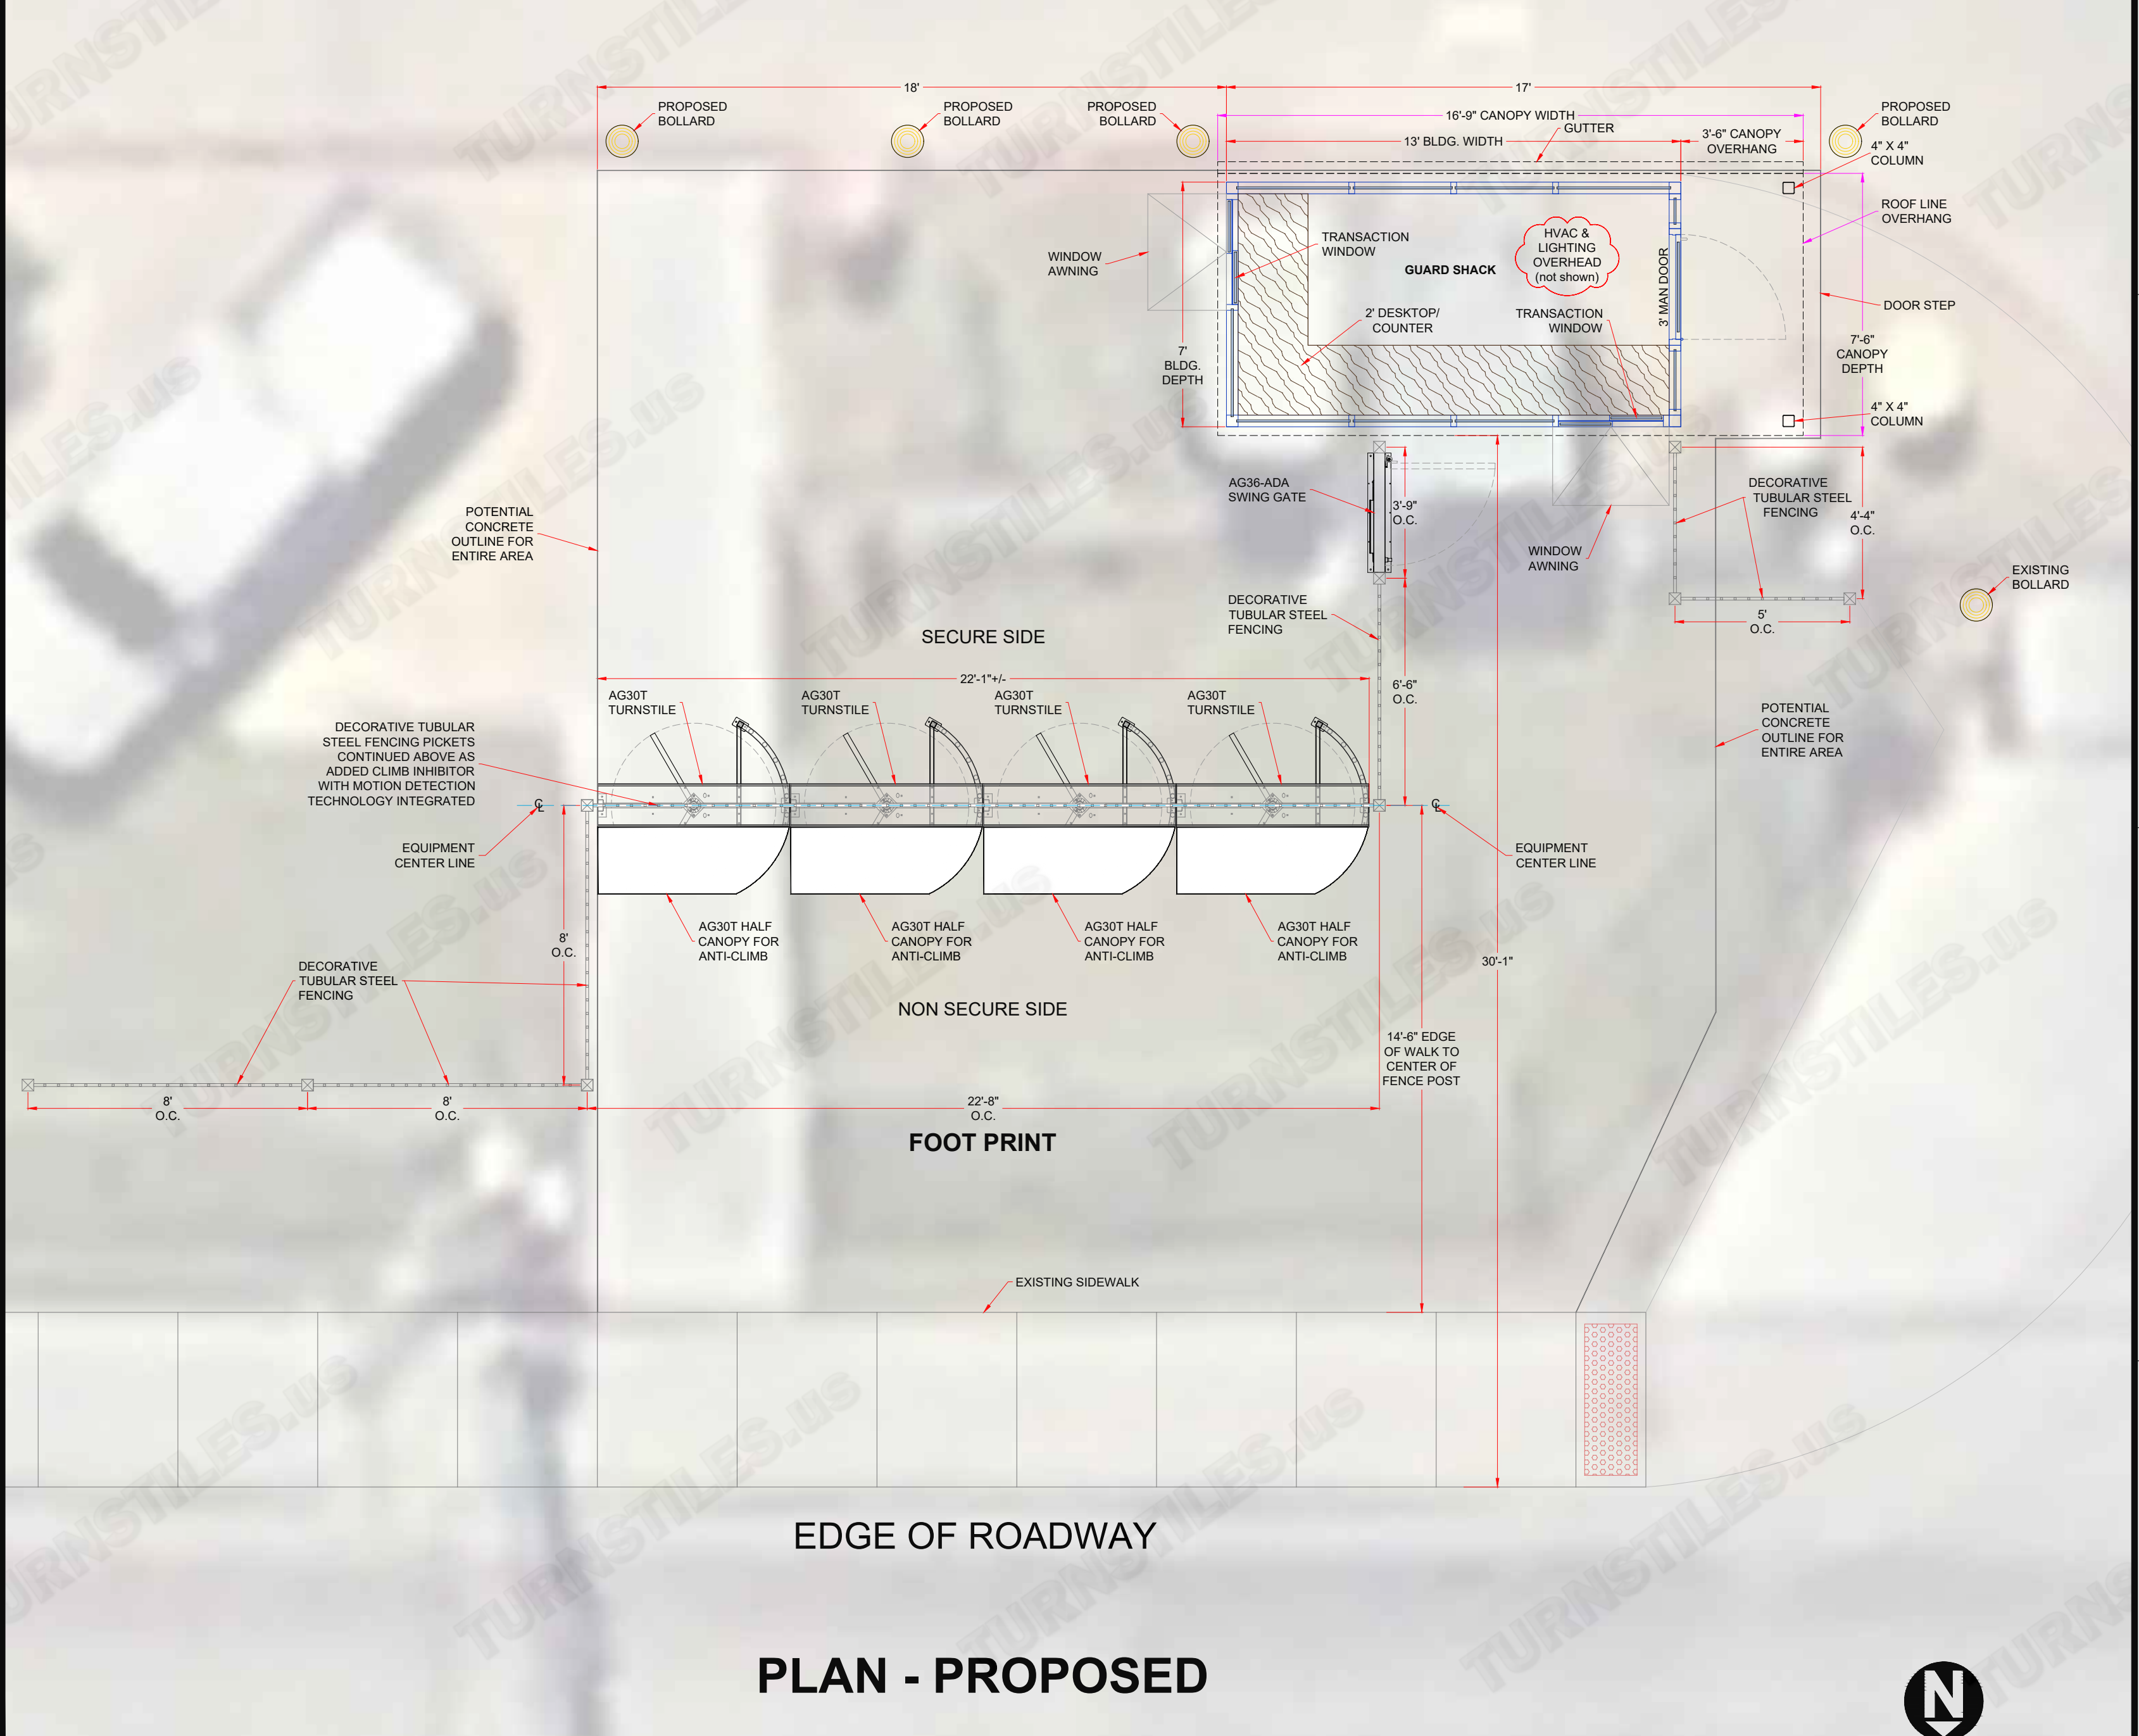 18'
17'
PROPOSED
BOLLARD
PROPOSED
BOLLARD
PROPOSED
BOLLARD
16'-9" CANOPY WIDTH
GUTTER
13' BLDG. WIDTH
3'-6" CANOPY
OVERHANG
PROPOSED
BOLLARD
4" X 4"
COLUMN
ROOF LINE
OVERHANG
WINDOW
AWNING
TRANSACTION
WINDOW
GUARD SHACK
HVAC &
LIGHTING
OVERHEAD
(not shown)
3' MAN DOOR
DOOR STEP
2' DESKTOP/
COUNTER
TRANSACTION
WINDOW
7'
BLDG.
DEPTH
7'-6"
CANOPY
DEPTH
4" X 4"
COLUMN
POTENTIAL
CONCRETE
OUTLINE FOR
ENTIRE AREA
AG36-ADA
SWING GATE
3'-9"
O.C.
WINDOW
AWNING
DECORATIVE
TUBULAR STEEL
FENCING
4'-4"
O.C.
EXISTING
BOLLARD
5'
O.C.
DECORATIVE
TUBULAR STEEL
FENCING
SECURE SIDE
22'-1"+/-
6'-6"
O.C.
AG30T
TURNSTILE
AG30T
TURNSTILE
AG30T
TURNSTILE
AG30T
TURNSTILE
DECORATIVE TUBULAR
STEEL FENCING PICKETS
CONTINUED ABOVE AS
ADDED CLIMB INHIBITOR
WITH MOTION DETECTION
TECHNOLOGY INTEGRATED
POTENTIAL
CONCRETE
OUTLINE FOR
ENTIRE AREA
EQUIPMENT
CENTER LINE
EQUIPMENT
CENTER LINE
8'
O.C.
AG30T HALF
CANOPY FOR
ANTI-CLIMB
AG30T HALF
CANOPY FOR
ANTI-CLIMB
AG30T HALF
CANOPY FOR
ANTI-CLIMB
AG30T HALF
CANOPY FOR
ANTI-CLIMB
30'-1"
DECORATIVE
TUBULAR STEEL
FENCING
NON SECURE SIDE
14'-6" EDGE
OF WALK TO
CENTER OF
FENCE POST
8'
O.C.
8'
O.C.
22'-8"
O.C.
FOOT PRINT
EXISTING SIDEWALK
EDGE OF ROADWAY
PLAN - PROPOSED
N
TURNSTILES.us